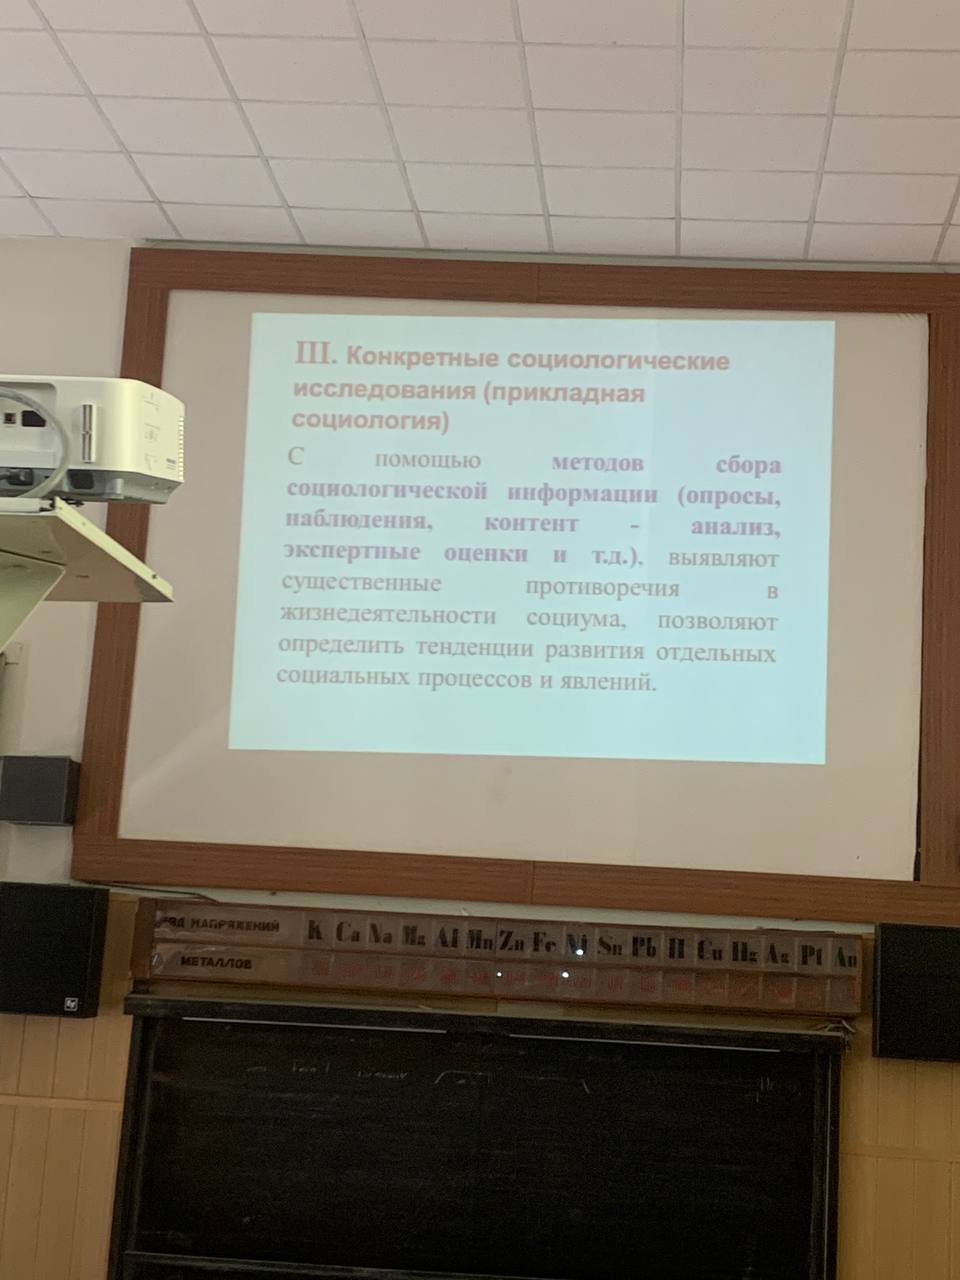 III. Конкретные социологические
исследования (прикладная
социология)
С помощью методов сбора
социологической информации (опросы,
наблюдения, контент - анализ,
экспертные оценки и т.д.), выявляют
существенные противоречия в
жизнедеятельности социума, позволяют
определить тенденции развития отдельных
социальных процессов и явлений.
НАПРЯЖЕНИЙ K Ca Na Mg Al Mn Zn Fe Ni Sn Pb H Cu Hg Ag Pt Au
МЕТАЛЛОВ